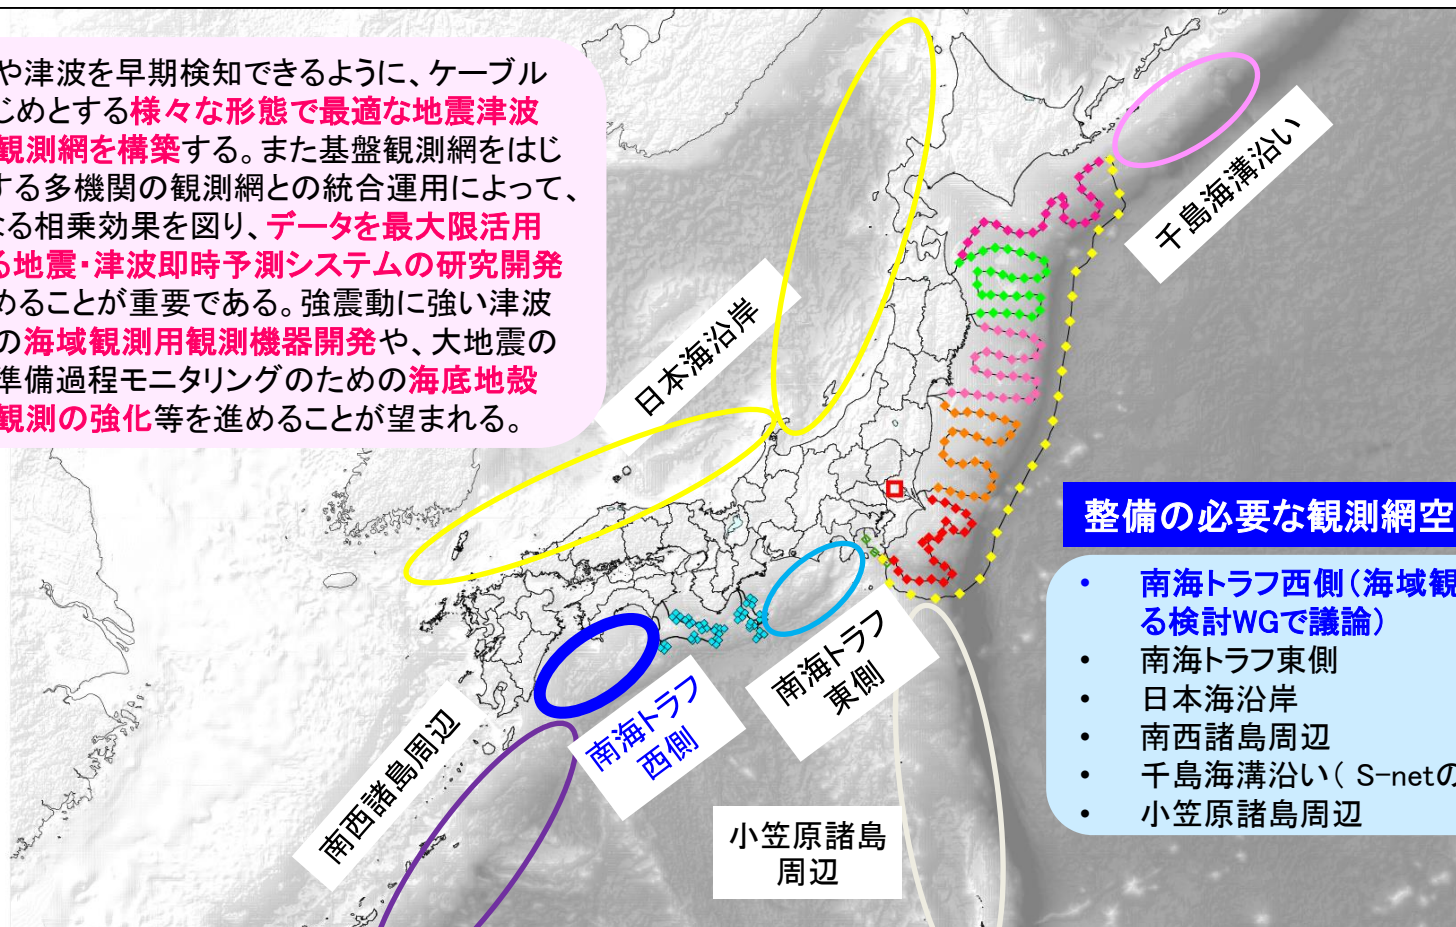 や津波を早期検知できるように、ケーブル
じめとする様々な形態で最適な地震津波
観測網を構築する。また基盤観測網をはじ
する多機関の観測網との統合運用によって、
なる相乗効果を図り、データを最大限活用
る地震・津波即時予測システムの研究開発
めることが重要である。強震動に強い津波
の海域観測用観測機器開発や、大地震の
準備過程モニタリングのための海底地殻
観測の強化等を進めることが望まれる。
千島海溝沿い
日本海沿岸
整備の必要な観測網空
・ 南海トラフ西側（海域観
る検討WGで議論）
・ 南海トラフ東側
・ 日本海沿岸
・ 南西諸島周辺
・ 千島海溝沿い（ S-netの
・ 小笠原諸島周辺
南海トラフ
東側
南海トラフ
西側
南西諸島周辺
小笠原諸島
周辺